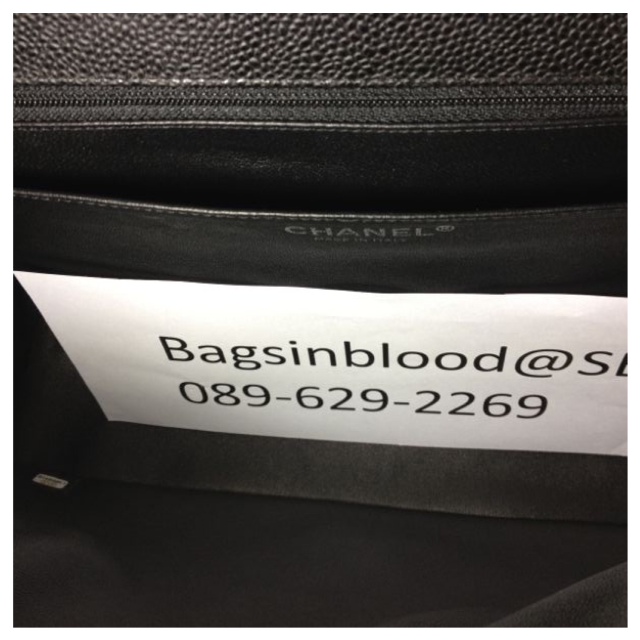 CHANEL®
MADE IN ITALY
Bagsinblood@SE
089-629-2269